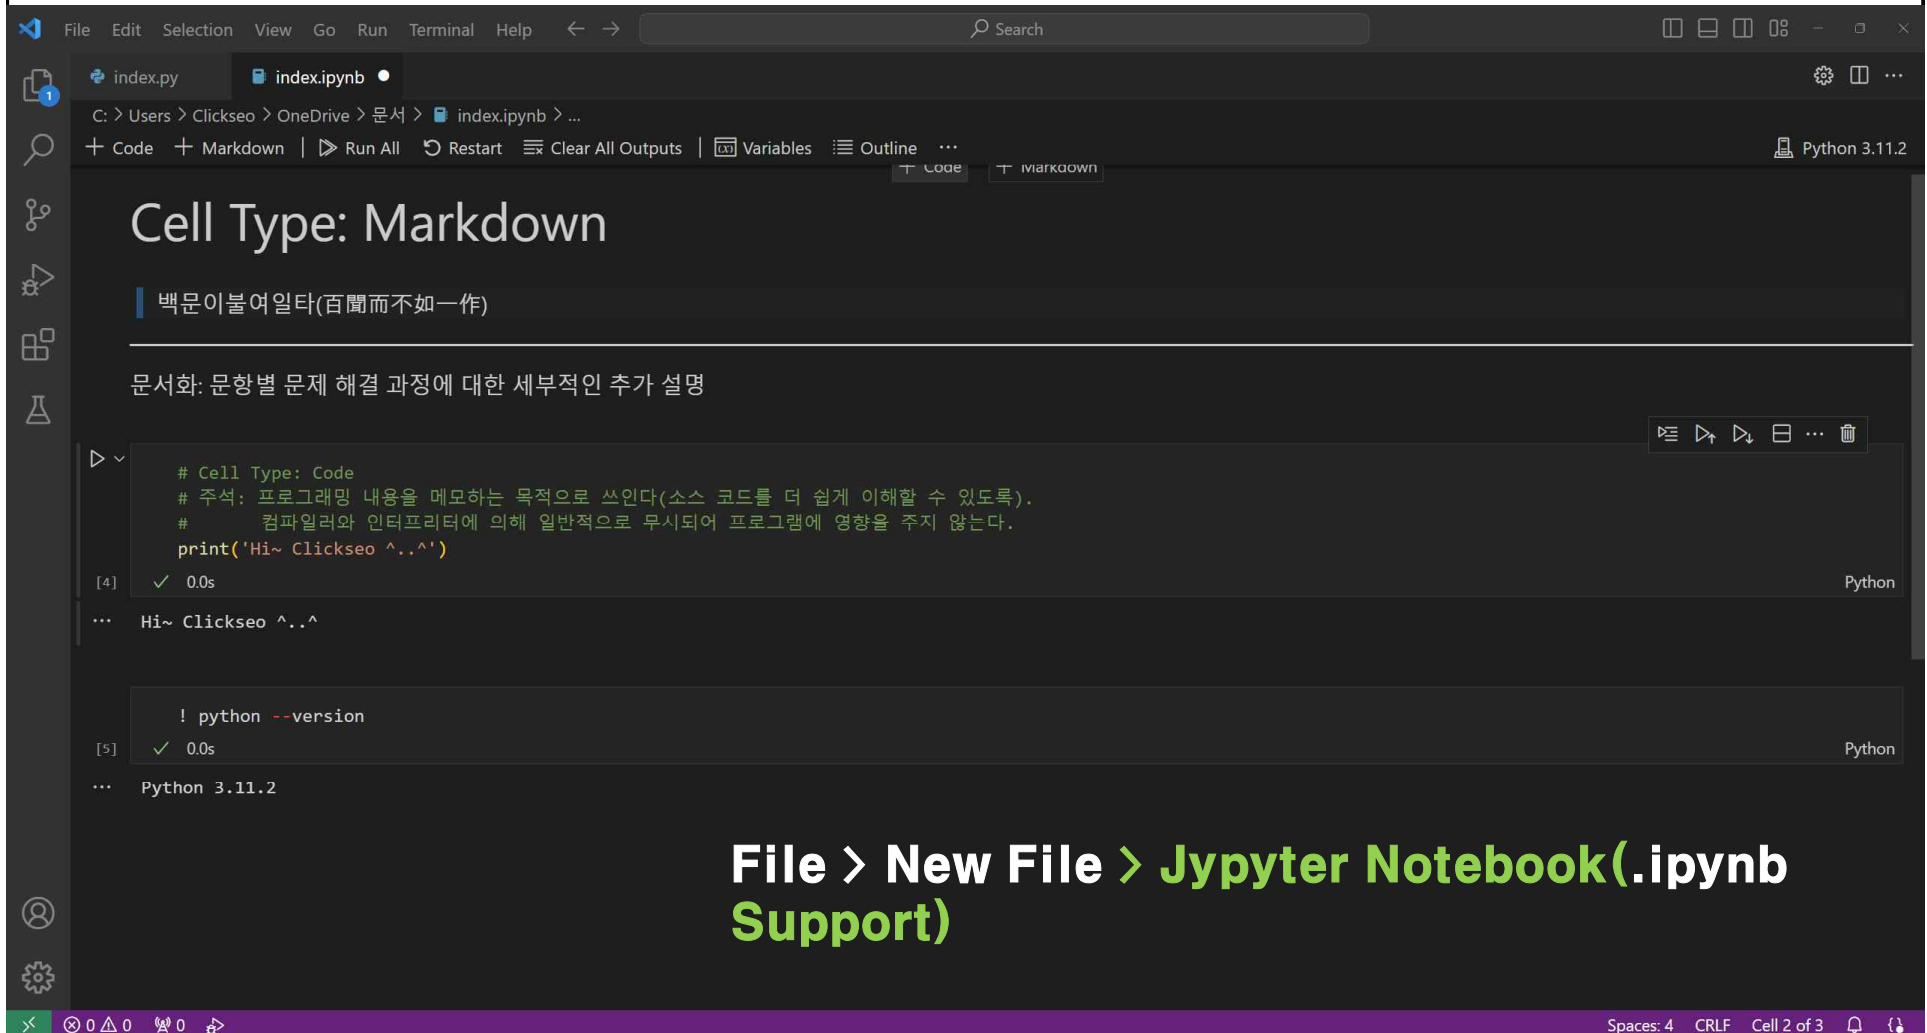 File Edit Selection View Go Run Terminal Help Search
index.py index.ipynb
C: > Users > Clickseo > OneDrive > 문서 > index.ipynb > ...
+ Code + Markdown | Run All Restart Clear All Outputs | Variables Outline ... Python 3.11.2
+ Code + Markdown
Cell Type: Markdown
백문이불여일타(百聞而不如一作)
문서화: 문항별 문제 해결 과정에 대한 세부적인 추가 설명
# Cell Type: Code
# 주석: 프로그래밍 내용을 메모하는 목적으로 쓰인다(소스 코드를 더 쉽게 이해할 수 있도록).
# 컴파일러와 인터프리터에 의해 일반적으로 무시되어 프로그램에 영향을 주지 않는다.
print('Hi~ Clickseo ^..^')
[4] ✓ 0.0s Python
... Hi~ Clickseo ^..^
! python --version
[5] ✓ 0.0s Python
... Python 3.11.2
File > New File > Jypyter Notebook(.ipynb
Support)
0 0 0 Spaces: 4 CRLF Cell 2 of 3